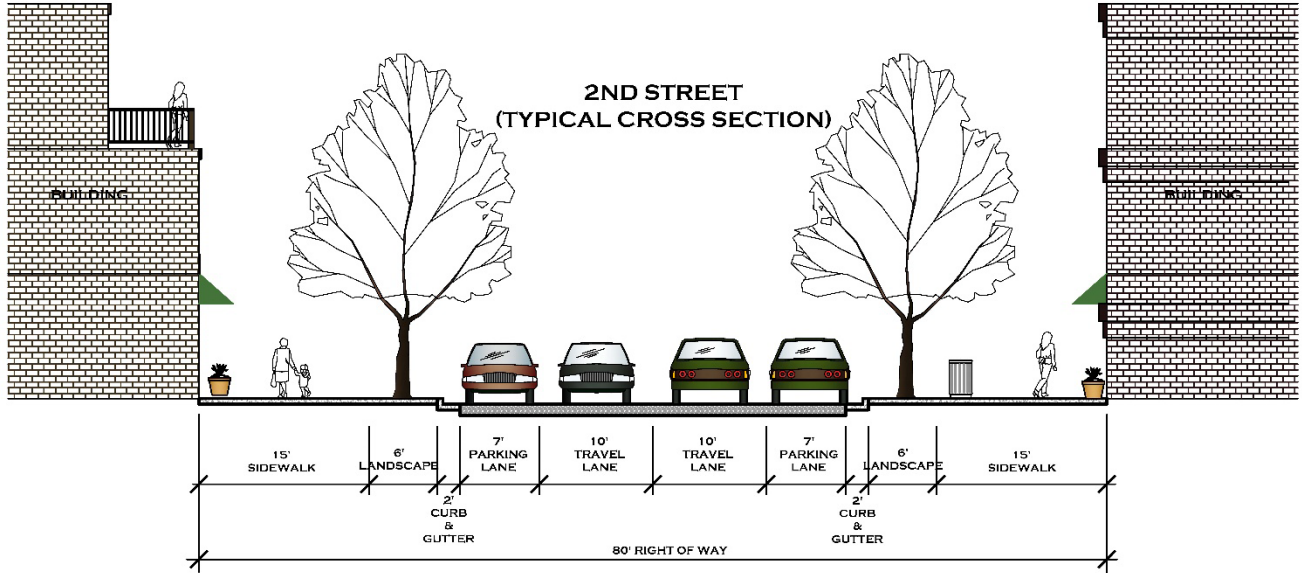 2ND STREET
(TYPICAL CROSS SECTION)
BUILDING
BUILDING
15'
SIDEWALK
6'
LANDSCAPE
7'
PARKING
LANE
10'
TRAVEL
LANE
10'
TRAVEL
LANE
7'
PARKING
LANE
6'
LANDSCAPE
15'
SIDEWALK
2'
CURB
&
GUTTER
2'
CURB
&
GUTTER
80' RIGHT OF WAY